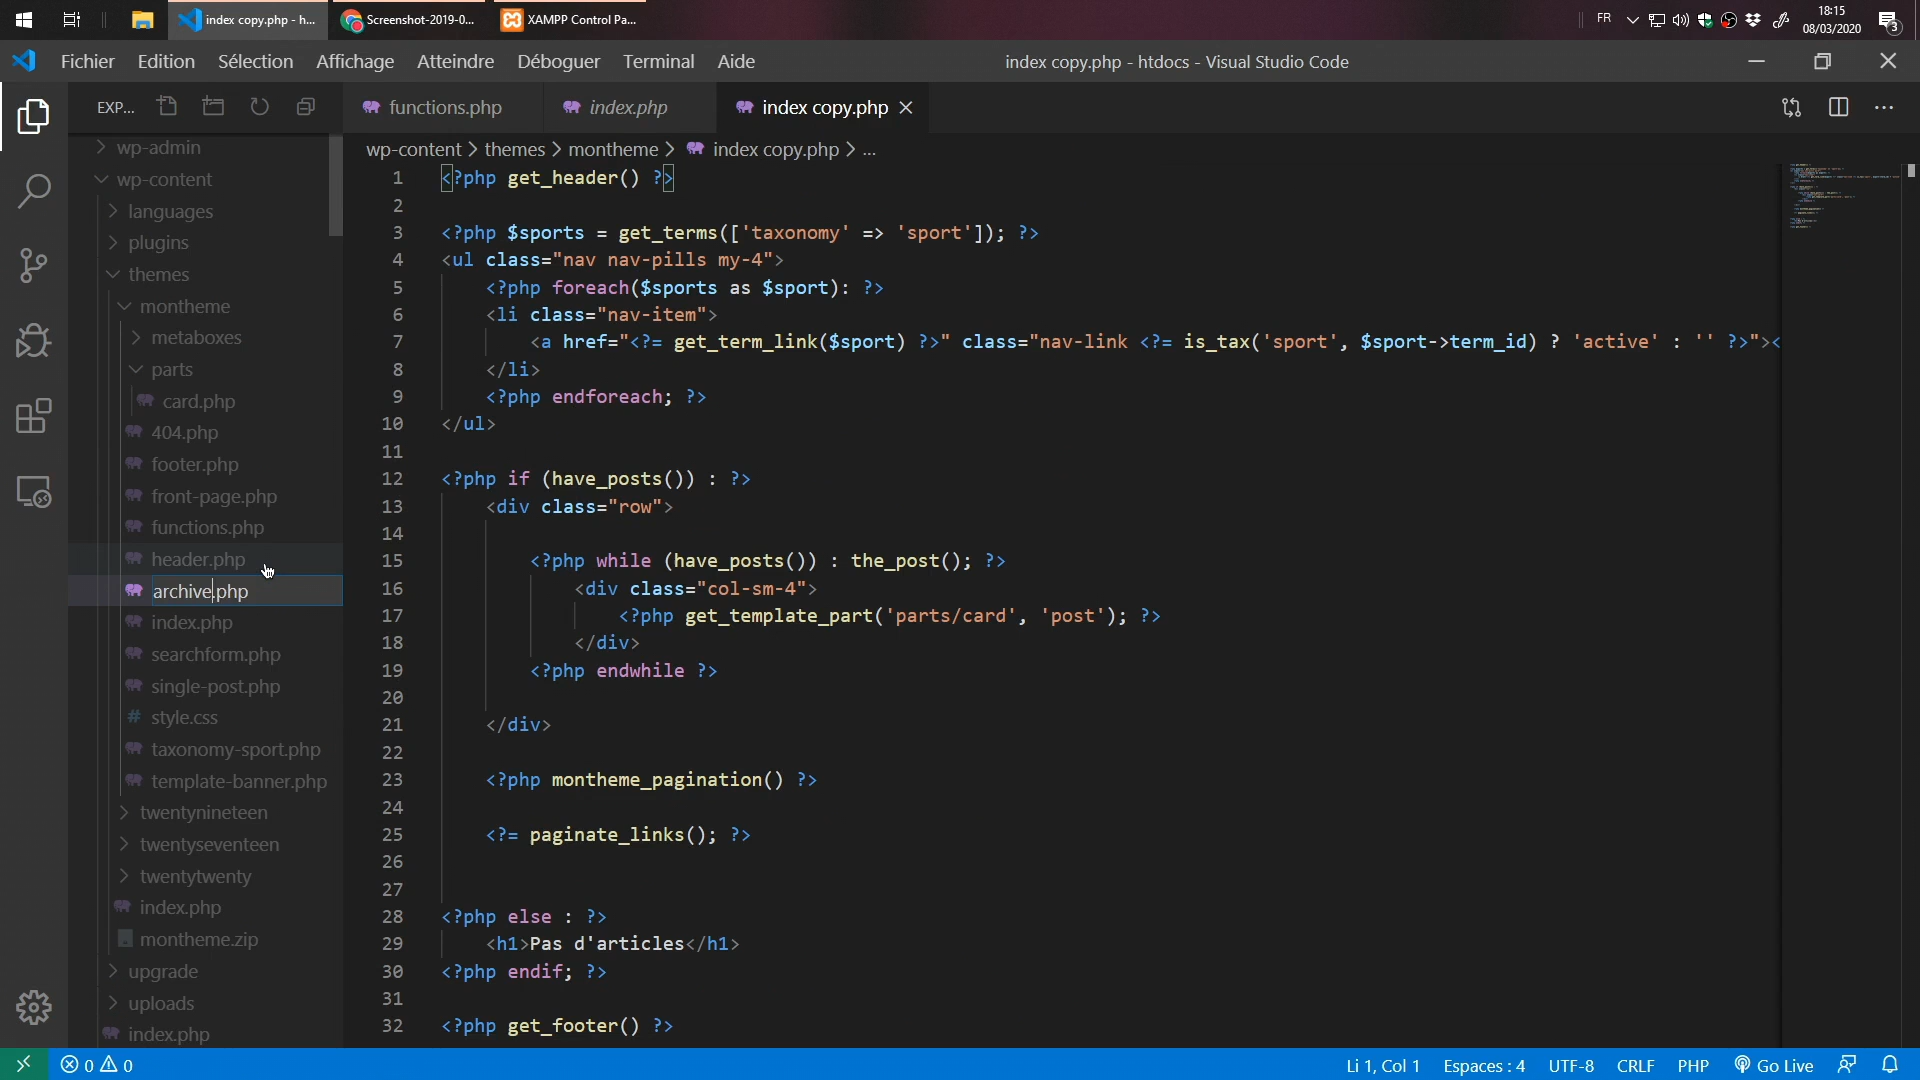 index copy.php - h...
Screenshot-2019-0...
XAMPP Control Pa...
FR
18:15
08/03/2020
3
Fichier Edition Sélection Affichage Atteindre Déboguer Terminal Aide
index copy.php - htdocs - Visual Studio Code
EXP...
functions.php
index.php
index copy.php
wp-content > themes > montheme > index copy.php > ...
wp-admin
wp-content
languages
plugins
themes
montheme
metaboxes
parts
card.php
404.php
footer.php
front-page.php
functions.php
header.php
archive.php
index.php
searchform.php
single-post.php
# style.css
taxonomy-sport.php
template-banner.php
twentynineteen
twentyseventeen
twentytwenty
index.php
montheme.zip
upgrade
uploads
index.php
1 <?php get_header() ?>
2
3 <?php $sports = get_terms(['taxonomy' => 'sport']); ?>
4 <ul class="nav nav-pills my-4">
5 <?php foreach($sports as $sport): ?>
6 <li class="nav-item">
7 <a href="<?= get_term_link($sport) ?>" class="nav-link <?= is_tax('sport', $sport->term_id) ? 'active' : '' ?>"><
8 </li>
9 <?php endforeach; ?>
10 </ul>
11
12 <?php if (have_posts()) : ?>
13 <div class="row">
14
15 <?php while (have_posts()) : the_post(); ?>
16 <div class="col-sm-4">
17 <?php get_template_part('parts/card', 'post'); ?>
18 </div>
19 <?php endwhile ?>
20
21 </div>
22
23 <?php montheme_pagination() ?>
24
25 <?= paginate_links(); ?>
26
27
28 <?php else : ?>
29 <h1>Pas d'articles</h1>
30 <?php endif; ?>
31
32 <?php get_footer() ?>
0 0
Li 1, Col 1
Espaces : 4
UTF-8
CRLF
PHP
Go Live